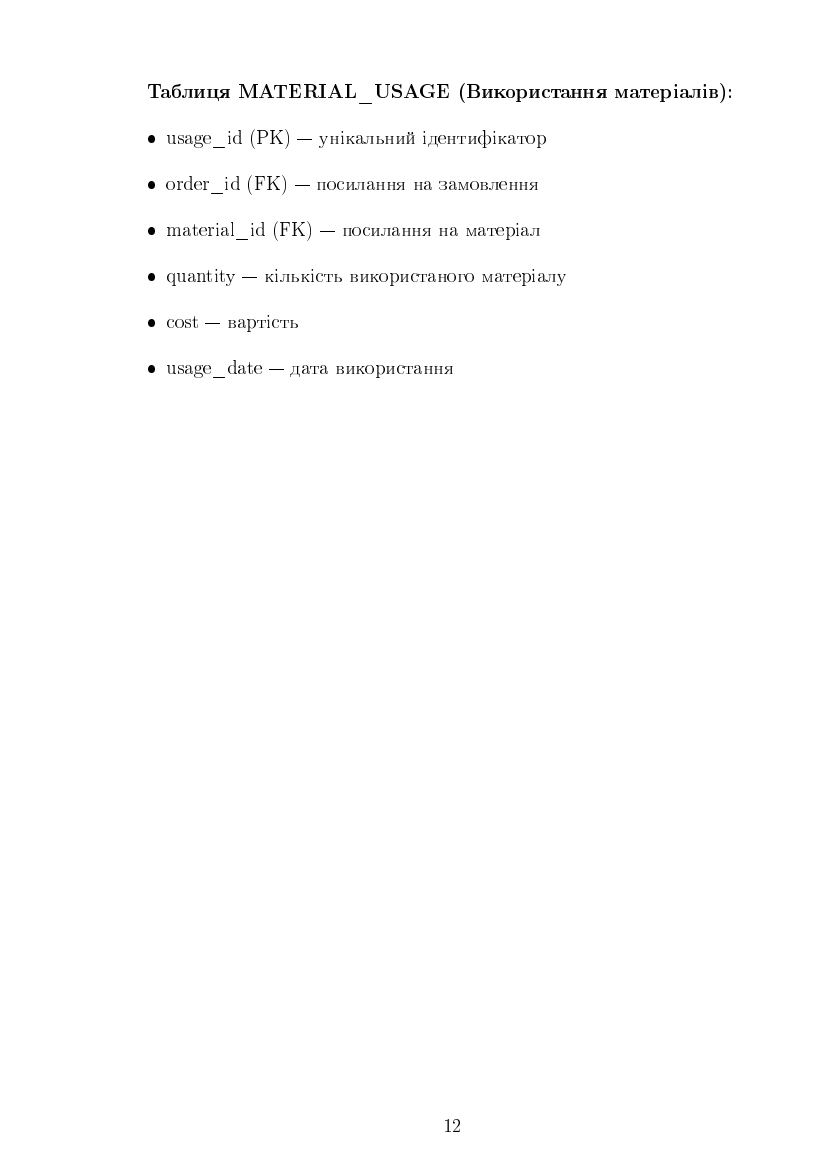 Таблиця MATERIAL_USAGE (Використання матеріалів):
• usage_id (PK) — унікальний ідентифікатор
• order_id (FK) — посилання на замовлення
• material_id (FK) — посилання на матеріал
• quantity — кількість використаного матеріалу
• cost — вартість
• usage_date — дата використання
12